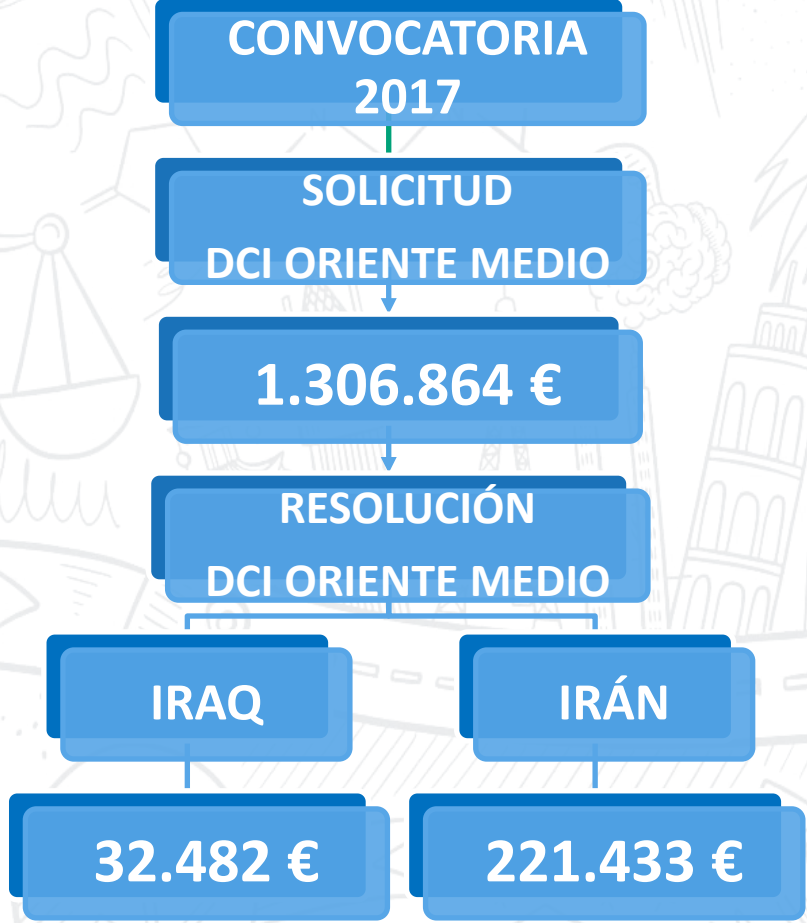 CONVOCATORIA
2017
SOLICITUD
DCI ORIENTE MEDIO
1.306.864 €
RESOLUCIÓN
DCI ORIENTE MEDIO
IRAQ
IRÁN
32.482 €
221.433 €